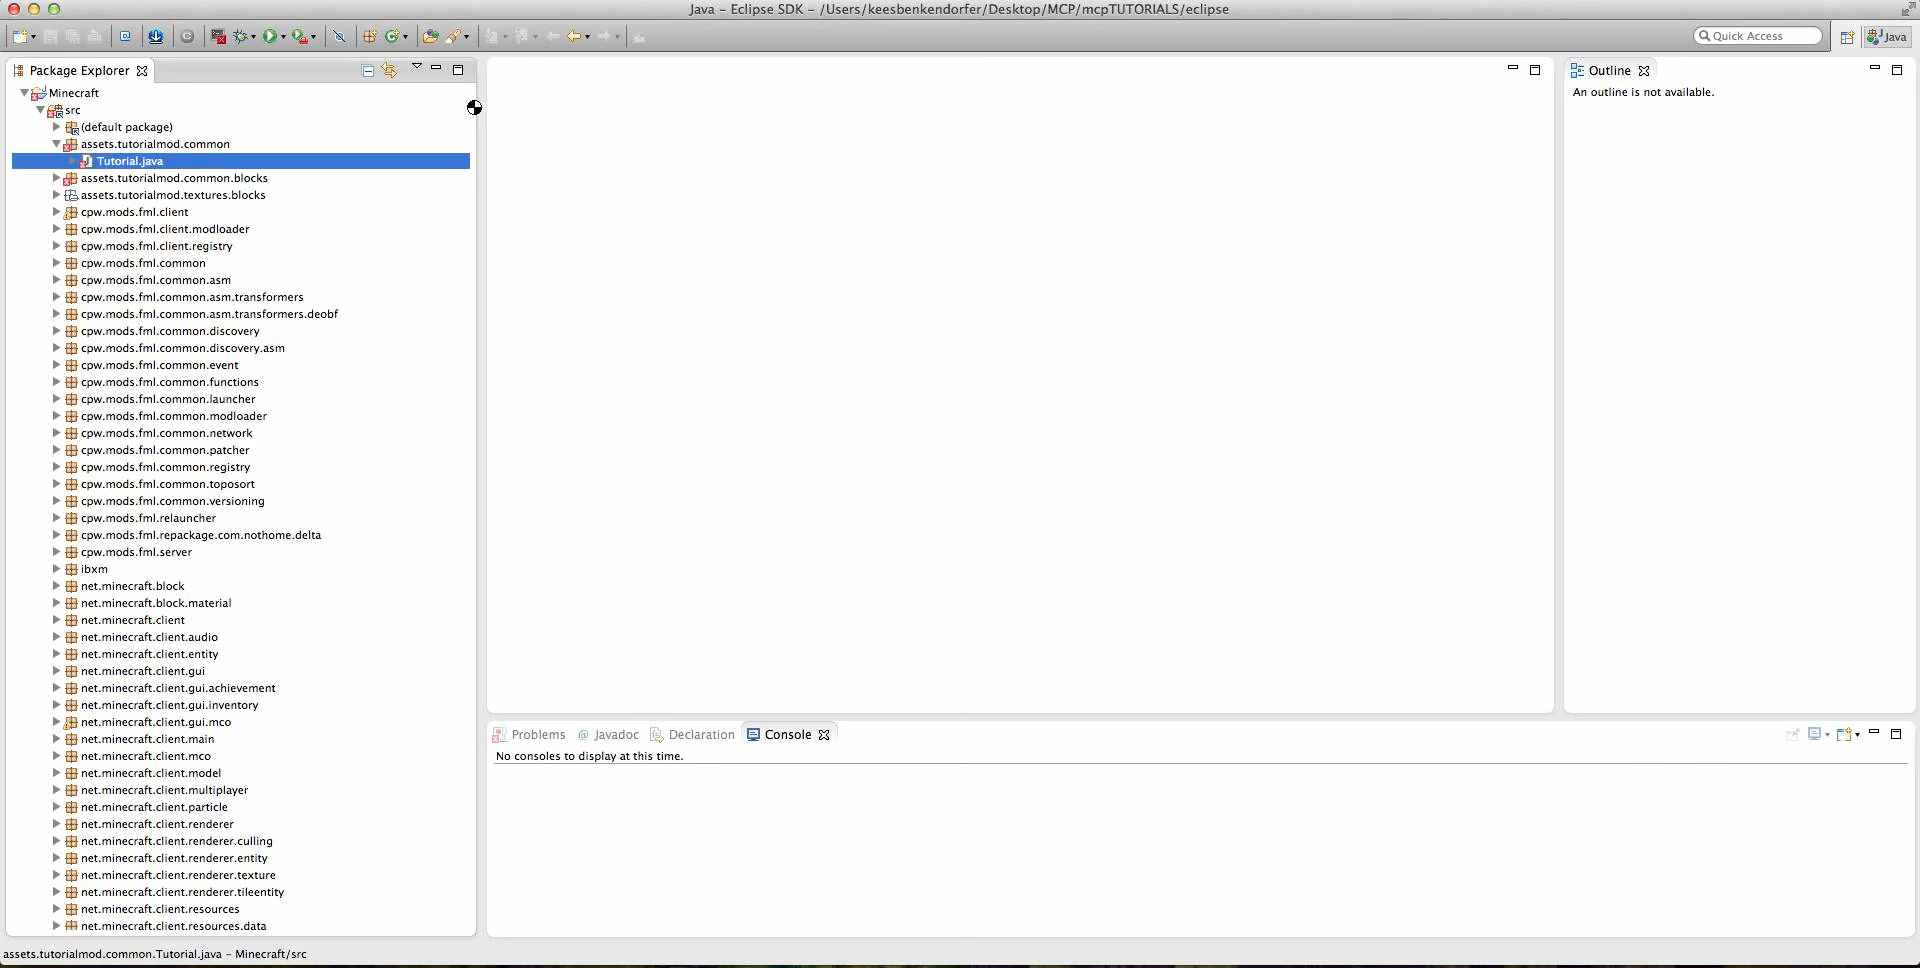 Java – Eclipse SDK – /Users/keesbenkendorfer/Desktop/MCP/mcpTUTORIALS/eclipse
Quick Access
Java
Package Explorer
Minecraft
src
(default package)
assets.tutorialmod.common
Tutorial.java
assets.tutorialmod.common.blocks
assets.tutorialmod.textures.blocks
cpw.mods.fml.client
cpw.mods.fml.client.modloader
cpw.mods.fml.client.registry
cpw.mods.fml.common
cpw.mods.fml.common.asm
cpw.mods.fml.common.asm.transformers
cpw.mods.fml.common.asm.transformers.deobf
cpw.mods.fml.common.discovery
cpw.mods.fml.common.discovery.asm
cpw.mods.fml.common.event
cpw.mods.fml.common.functions
cpw.mods.fml.common.launcher
cpw.mods.fml.common.modloader
cpw.mods.fml.common.network
cpw.mods.fml.common.patcher
cpw.mods.fml.common.registry
cpw.mods.fml.common.toposort
cpw.mods.fml.common.versioning
cpw.mods.fml.relauncher
cpw.mods.fml.repackage.com.nothome.delta
cpw.mods.fml.server
ibxm
net.minecraft.block
net.minecraft.block.material
net.minecraft.client
net.minecraft.client.audio
net.minecraft.client.entity
net.minecraft.client.gui
net.minecraft.client.gui.achievement
net.minecraft.client.gui.inventory
net.minecraft.client.gui.mco
net.minecraft.client.main
net.minecraft.client.mco
net.minecraft.client.model
net.minecraft.client.multiplayer
net.minecraft.client.particle
net.minecraft.client.renderer
net.minecraft.client.renderer.culling
net.minecraft.client.renderer.entity
net.minecraft.client.renderer.texture
net.minecraft.client.renderer.tileentity
net.minecraft.client.resources
net.minecraft.client.resources.data
Outline
An outline is not available.
Problems @ Javadoc Declaration Console
No consoles to display at this time.
assets.tutorialmod.common.Tutorial.java – Minecraft/src